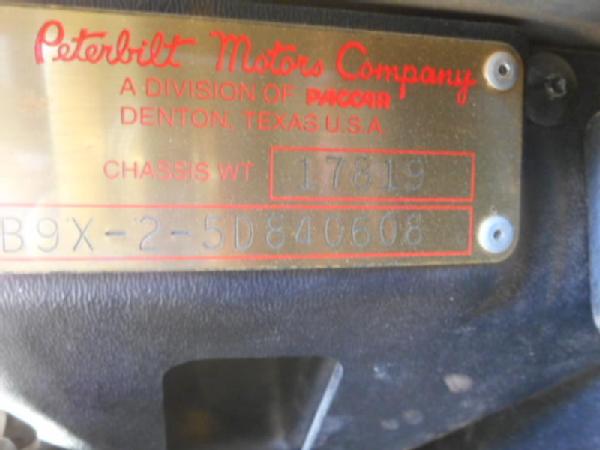 Peterbilt Motors Company
A DIVISION OF PACCAR
DENTON, TEXAS U.S.A
CHASSIS WT 17819
B9X-2-5D840608